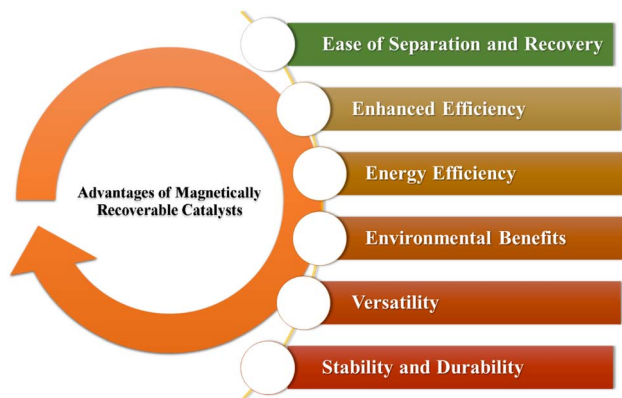 Advantages of Magnetically
Recoverable Catalysts
Ease of Separation and Recovery
Enhanced Efficiency
Energy Efficiency
Environmental Benefits
Versatility
Stability and Durability